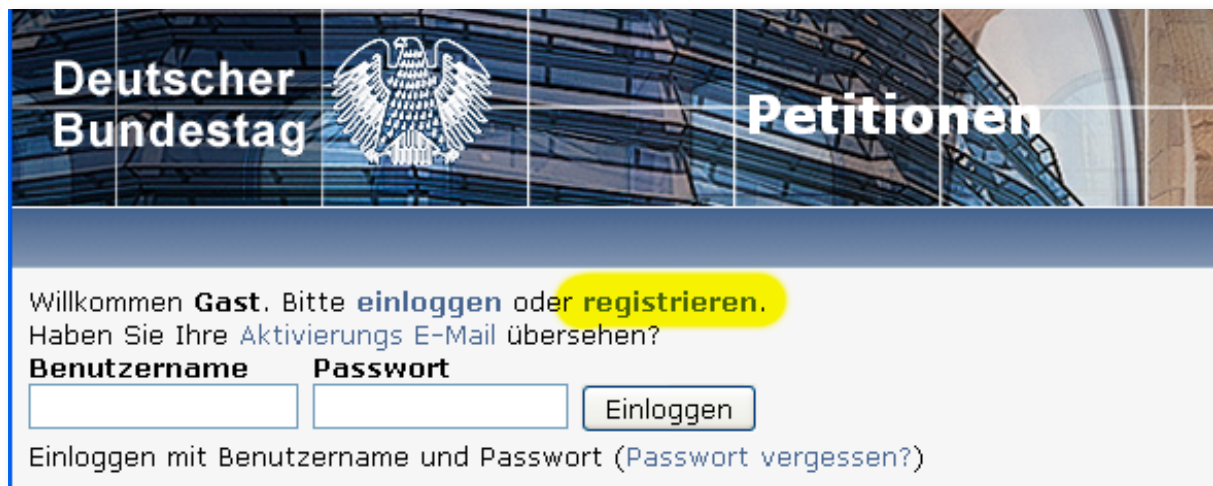 Deutscher
Bundestag
Petitionen
Willkommen Gast. Bitte einloggen oder registrieren.
Haben Sie Ihre Aktivierungs E-Mail übersehen?
Benutzername Passwort
Einloggen
Einloggen mit Benutzername und Passwort (Passwort vergessen?)